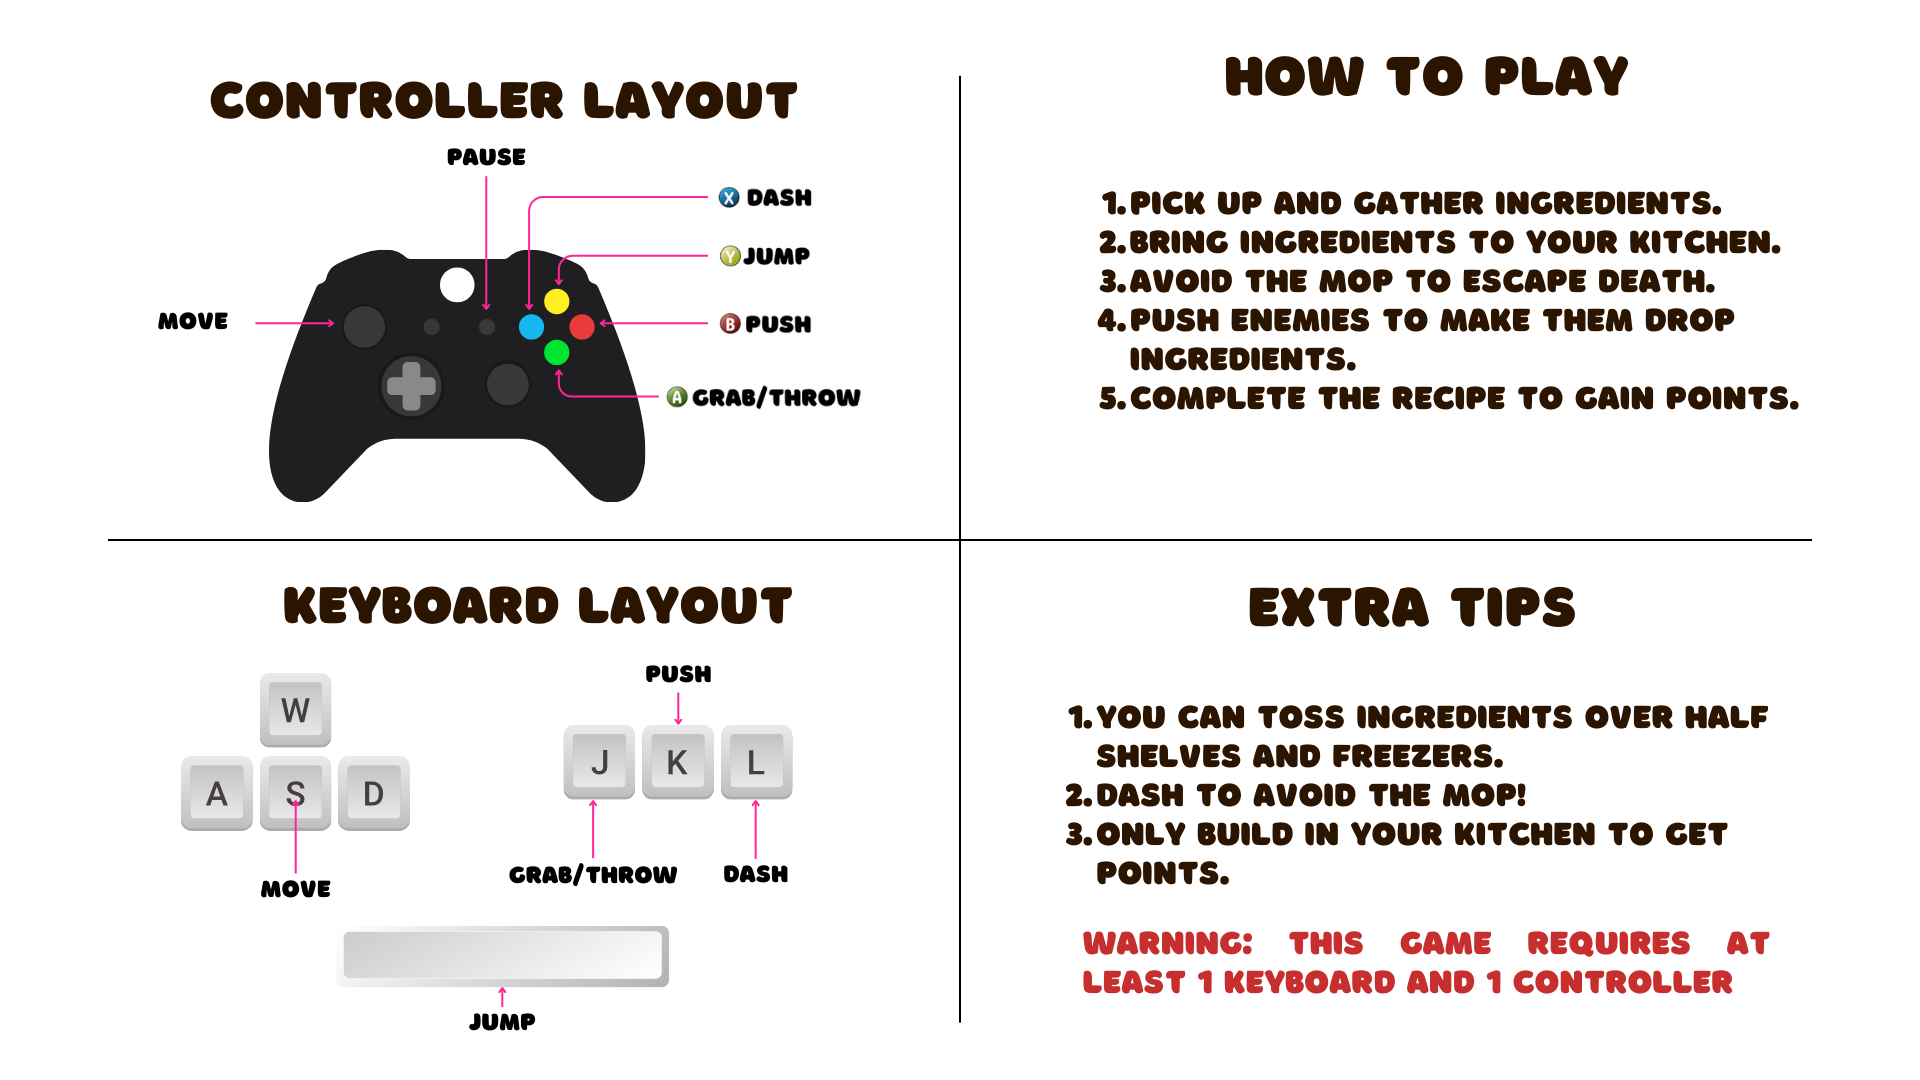 CONTROLLER LAYOUT
PAUSE
X DASH
Y JUMP
MOVE
B PUSH
A GRAB/THROW
HOW TO PLAY
1. PICK UP AND GATHER INGREDIENTS.
2. BRING INGREDIENTS TO YOUR KITCHEN.
3. AVOID THE MOP TO ESCAPE DEATH.
4. PUSH ENEMIES TO MAKE THEM DROP
INGREDIENTS.
5. COMPLETE THE RECIPE TO GAIN POINTS.
KEYBOARD LAYOUT
W
A S D
MOVE
PUSH
J K L
GRAB/THROW DASH
JUMP
EXTRA TIPS
1. YOU CAN TOSS INGREDIENTS OVER HALF
SHELVES AND FREEZERS.
2. DASH TO AVOID THE MOP!
3. ONLY BUILD IN YOUR KITCHEN TO GET
POINTS.
WARNING: THIS GAME REQUIRES AT
LEAST 1 KEYBOARD AND 1 CONTROLLER